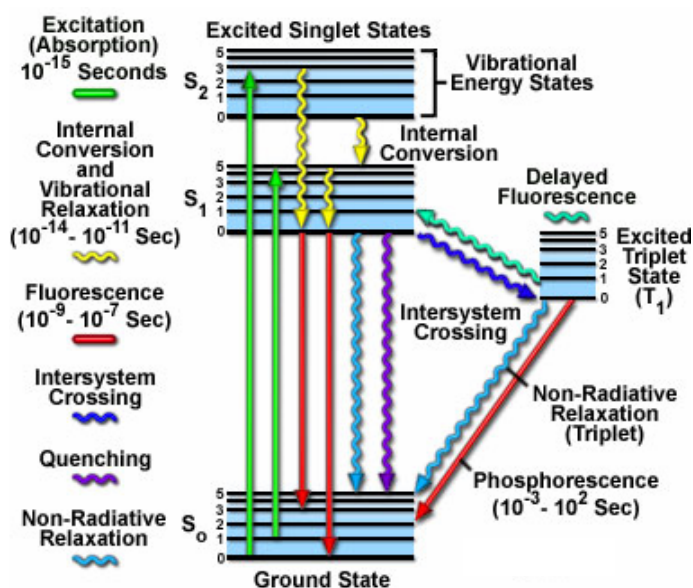 Excitation
(Absorption)
10⁻¹⁵ Seconds
Internal
Conversion
and
Vibrational
Relaxation
(10⁻¹⁴ - 10⁻¹¹ Sec)
Fluorescence
(10⁻⁹ - 10⁻⁷ Sec)
Intersystem
Crossing
Quenching
Non-Radiative
Relaxation
Excited Singlet States
S₂
5
4
3
2
1
0
Vibrational
Energy States
Internal
Conversion
S₁
5
4
3
2
1
0
Delayed
Fluorescence
5
4
3
2
1
0
Excited
Triplet
State
(T₁)
Intersystem
Crossing
Non-Radiative
Relaxation
(Triplet)
Phosphorescence
(10⁻³ - 10² Sec)
S₀
5
4
3
2
1
0
Ground State